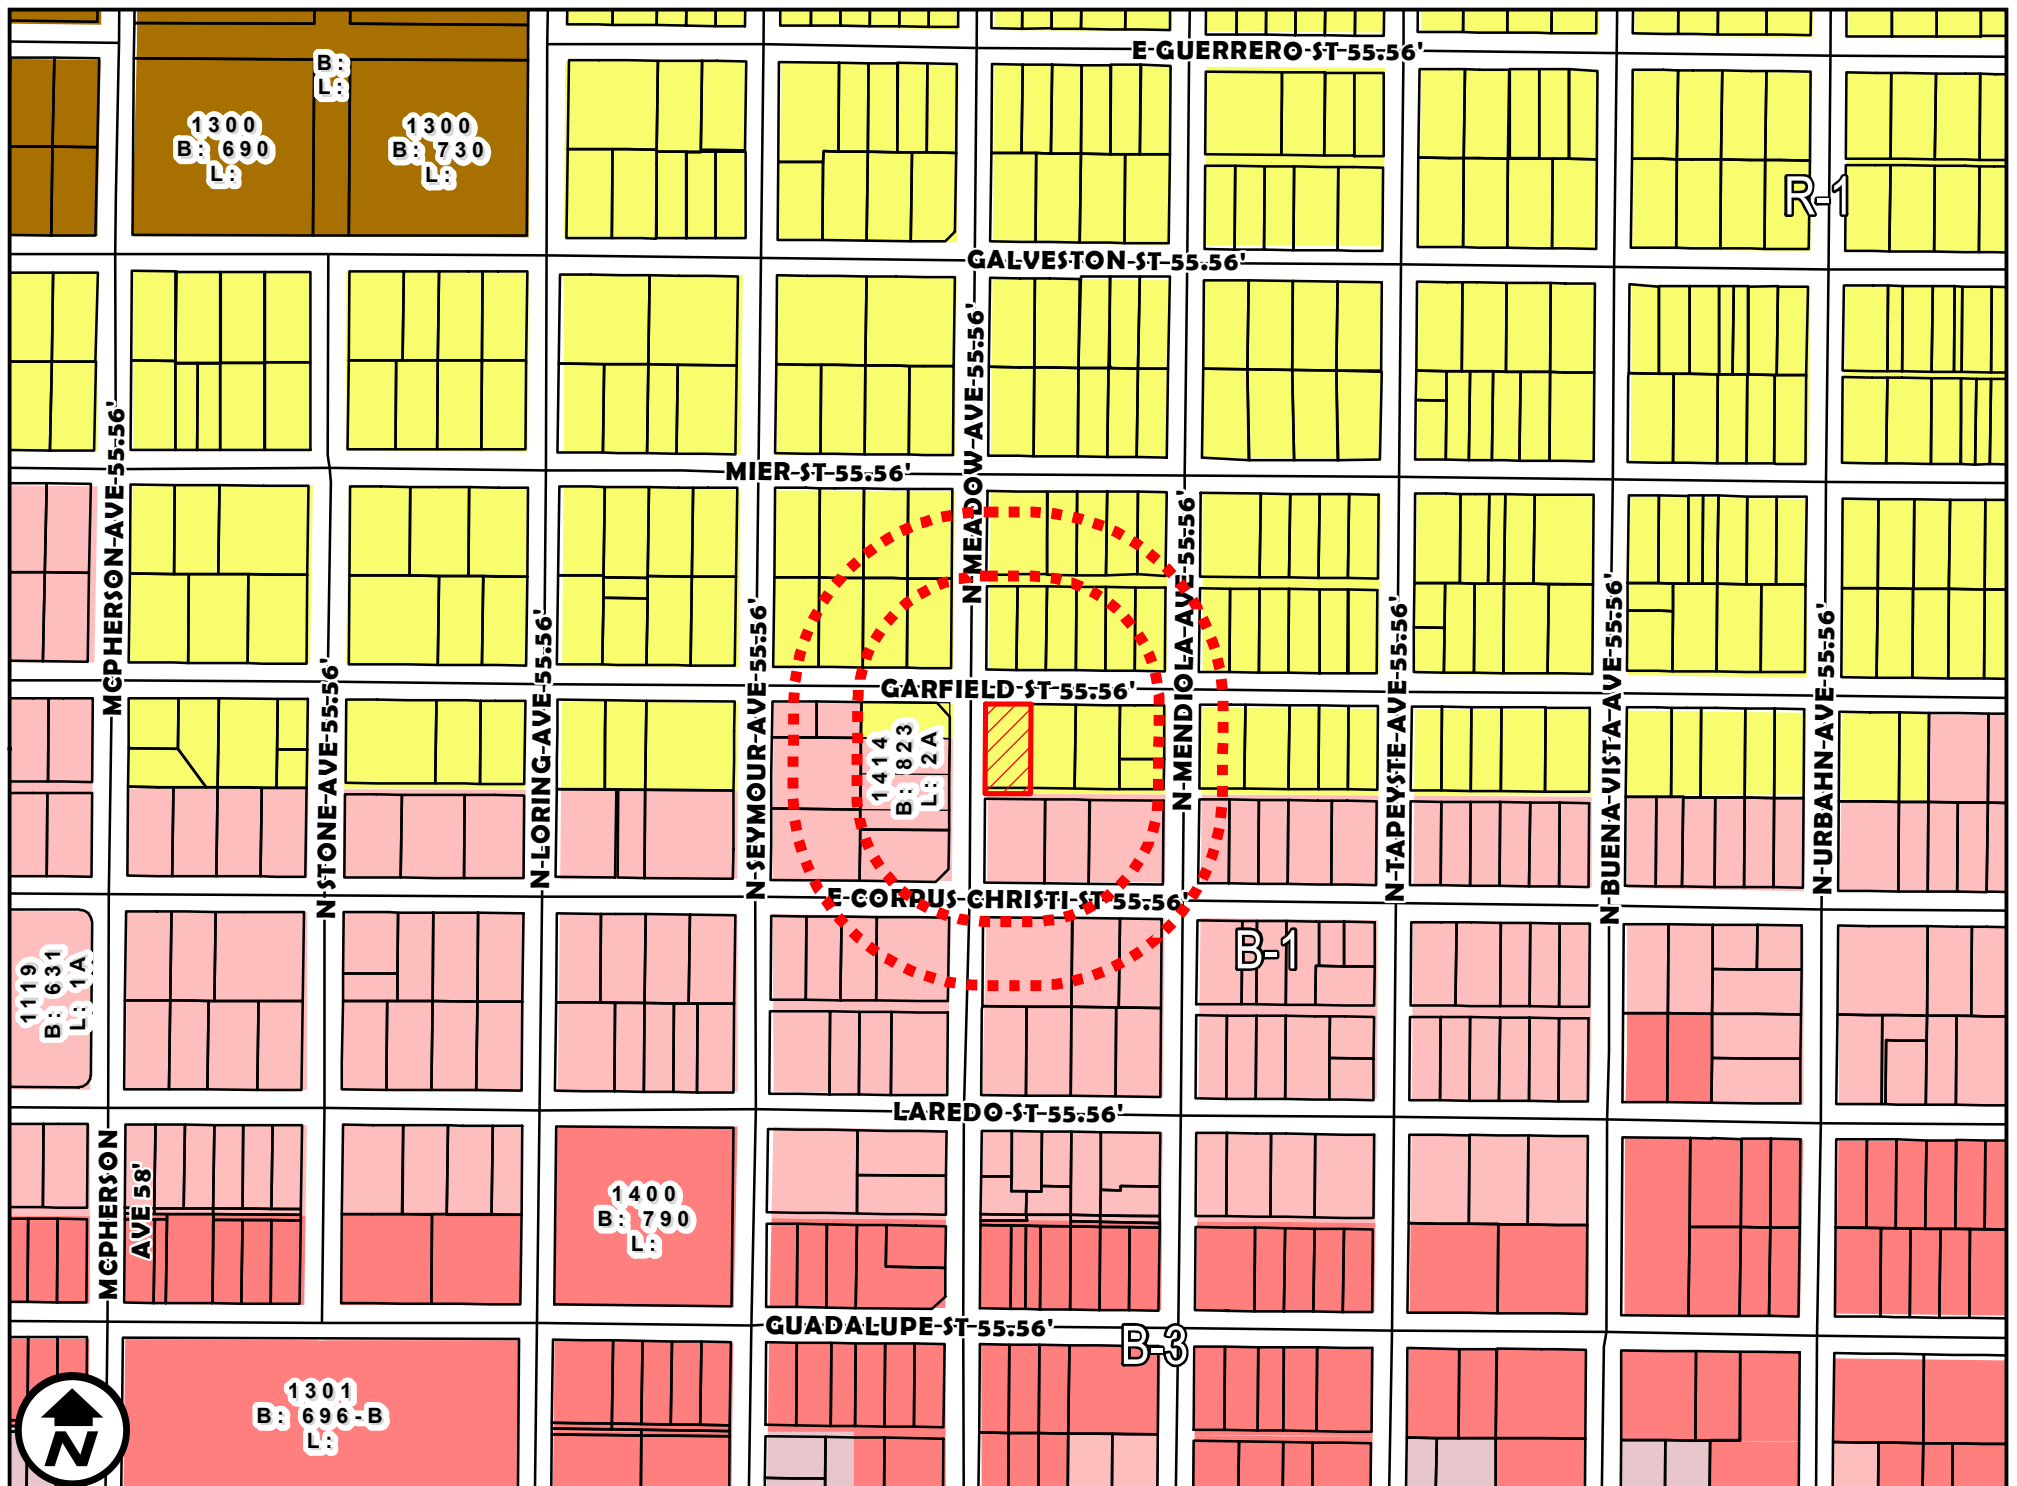 E GUERRERO ST 55.56'
B:
L:
1300
B: 690
L:
1300
B: 730
L:
R-1
GALVESTON ST 55.56'
N MEADOW AVE 55.56'
MCPHERSON AVE 55.56'
MIER ST 55.56'
N MENDIOLA AVE 55.56'
N STONE AVE 55.56'
N LORING AVE 55.56'
N SEYMOUR AVE 55.56'
GARFIELD ST 55.56'
N TAPEYSTE AVE 55.56'
N BUENA VISTA AVE 55.56'
N URBAHN AVE 55.56'
1414
B: 823
L: 2A
E CORPUS CHRISTI ST 55.56'
B-1
1119
B: 631
L: 1A
LAREDO ST 55.56'
MCPHERSON
AVE 58'
1400
B: 790
L:
GUADALUPE ST 55.56'
B-3
1301
B: 696-B
L:
N